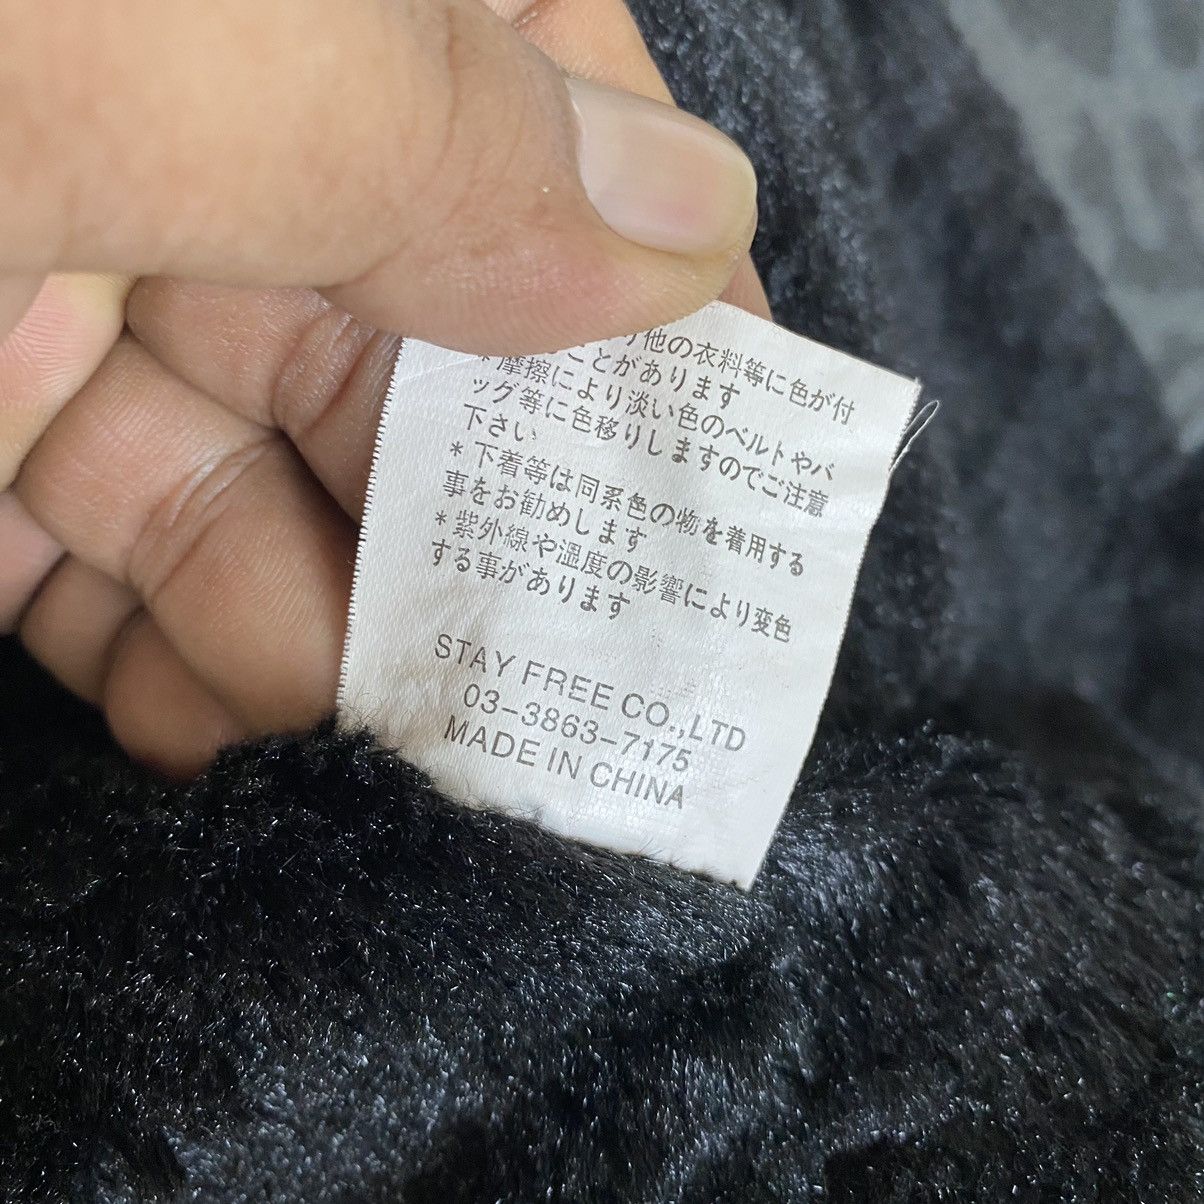 他の衣料等に色が付
ことがあります
*摩擦により淡い色のベルトやバ
ッグ等に色移りしますのでご注意
下さい
*下着等は同系色の物を着用する
事をお勧めします
*紫外線や湿度の影響により変色
する事があります
STAY FREE CO.,LTD
03-3863-7175
MADE IN CHINA